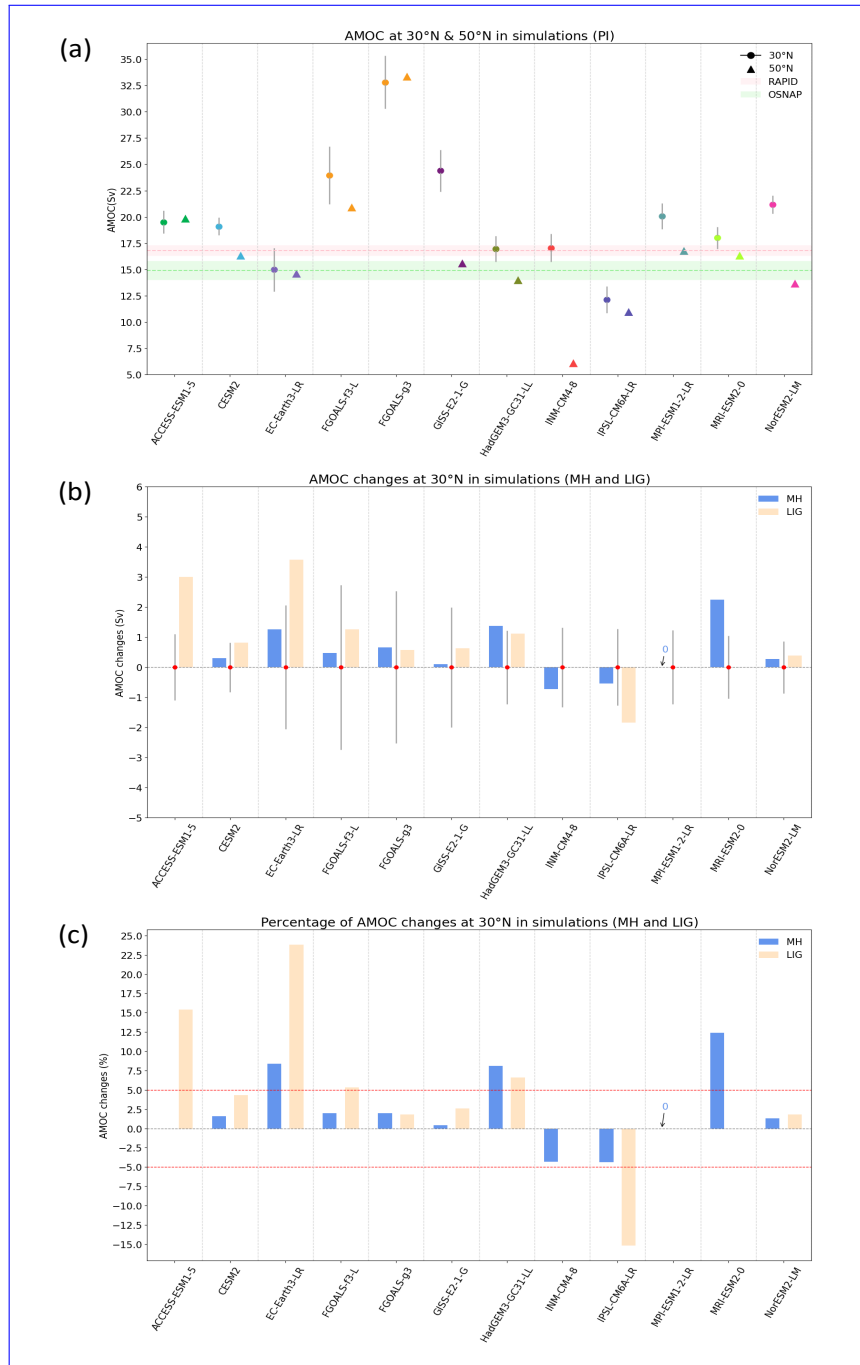 (a)
AMOC at 30°N & 50°N in simulations (PI)
35.0
32.5
30.0
27.5
25.0
22.5
20.0
17.5
15.0
12.5
10.0
7.5
5.0
AMOC(Sv)
30°N
50°N
RAPID
OSNAP
ACCESS-ESM1-5
CESM2
EC-Earth3-LR
FGOALS-f3-L
FGOALS-g3
GISS-E2-1-G
HadGEM3-GC31-LL
INM-CM4-8
IPSL-CM6A-LR
MPI-ESM1-2-LR
MRI-ESM2-0
NorESM2-LM
(b)
AMOC changes at 30°N in simulations (MH and LIG)
6
5
4
3
2
1
0
−1
−2
−3
−4
−5
AMOC changes (Sv)
MH
LIG
0
ACCESS-ESM1-5
CESM2
EC-Earth3-LR
FGOALS-f3-L
FGOALS-g3
GISS-E2-1-G
HadGEM3-GC31-LL
INM-CM4-8
IPSL-CM6A-LR
MPI-ESM1-2-LR
MRI-ESM2-0
NorESM2-LM
(c)
Percentage of AMOC changes at 30°N in simulations (MH and LIG)
25.0
22.5
20.0
17.5
15.0
12.5
10.0
7.5
5.0
2.5
0.0
−2.5
−5.0
−7.5
−10.0
−12.5
−15.0
AMOC changes (%)
MH
LIG
0
ACCESS-ESM1-5
CESM2
EC-Earth3-LR
FGOALS-f3-L
FGOALS-g3
GISS-E2-1-G
HadGEM3-GC31-LL
INM-CM4-8
IPSL-CM6A-LR
MPI-ESM1-2-LR
MRI-ESM2-0
NorESM2-LM